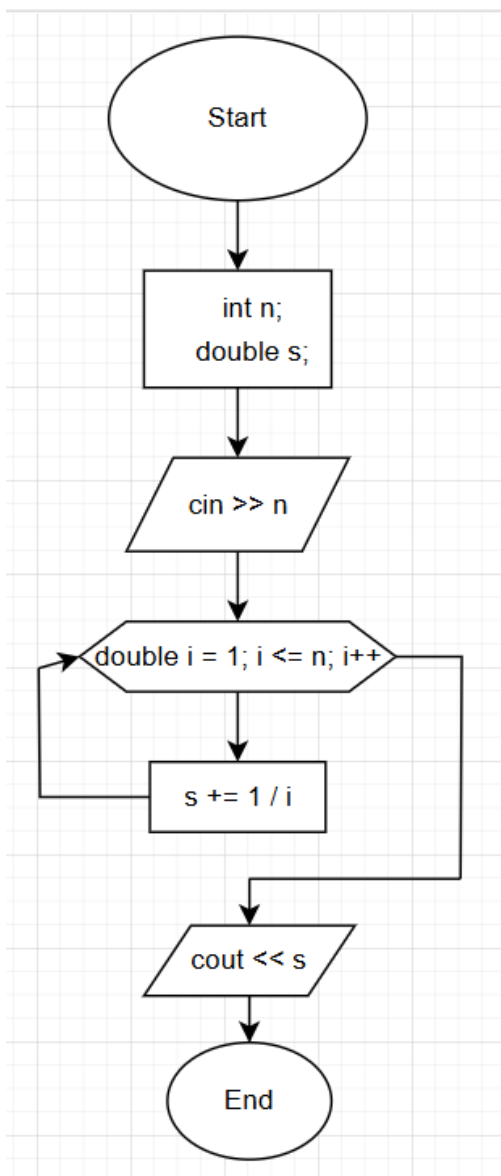 Start
int n;
double s;
cin >> n
double i = 1; i <= n; i++
s += 1 / i
cout << s
End